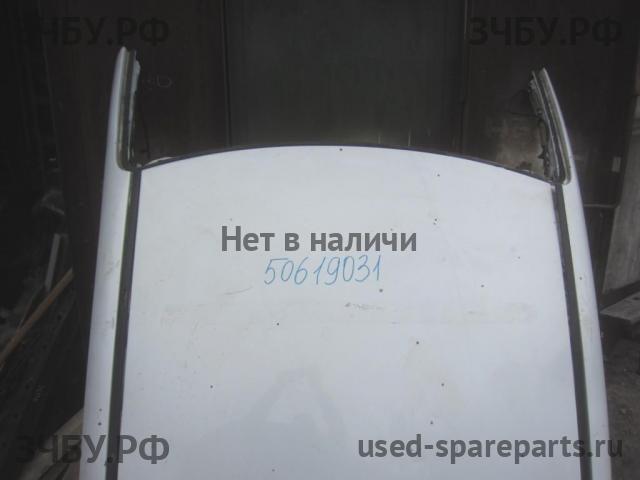 ЗЧБУ.РФ ЗЧБУ.РФ
Нет в наличи
50619031
ЗЧБУ.РФ used-spareparts.ru